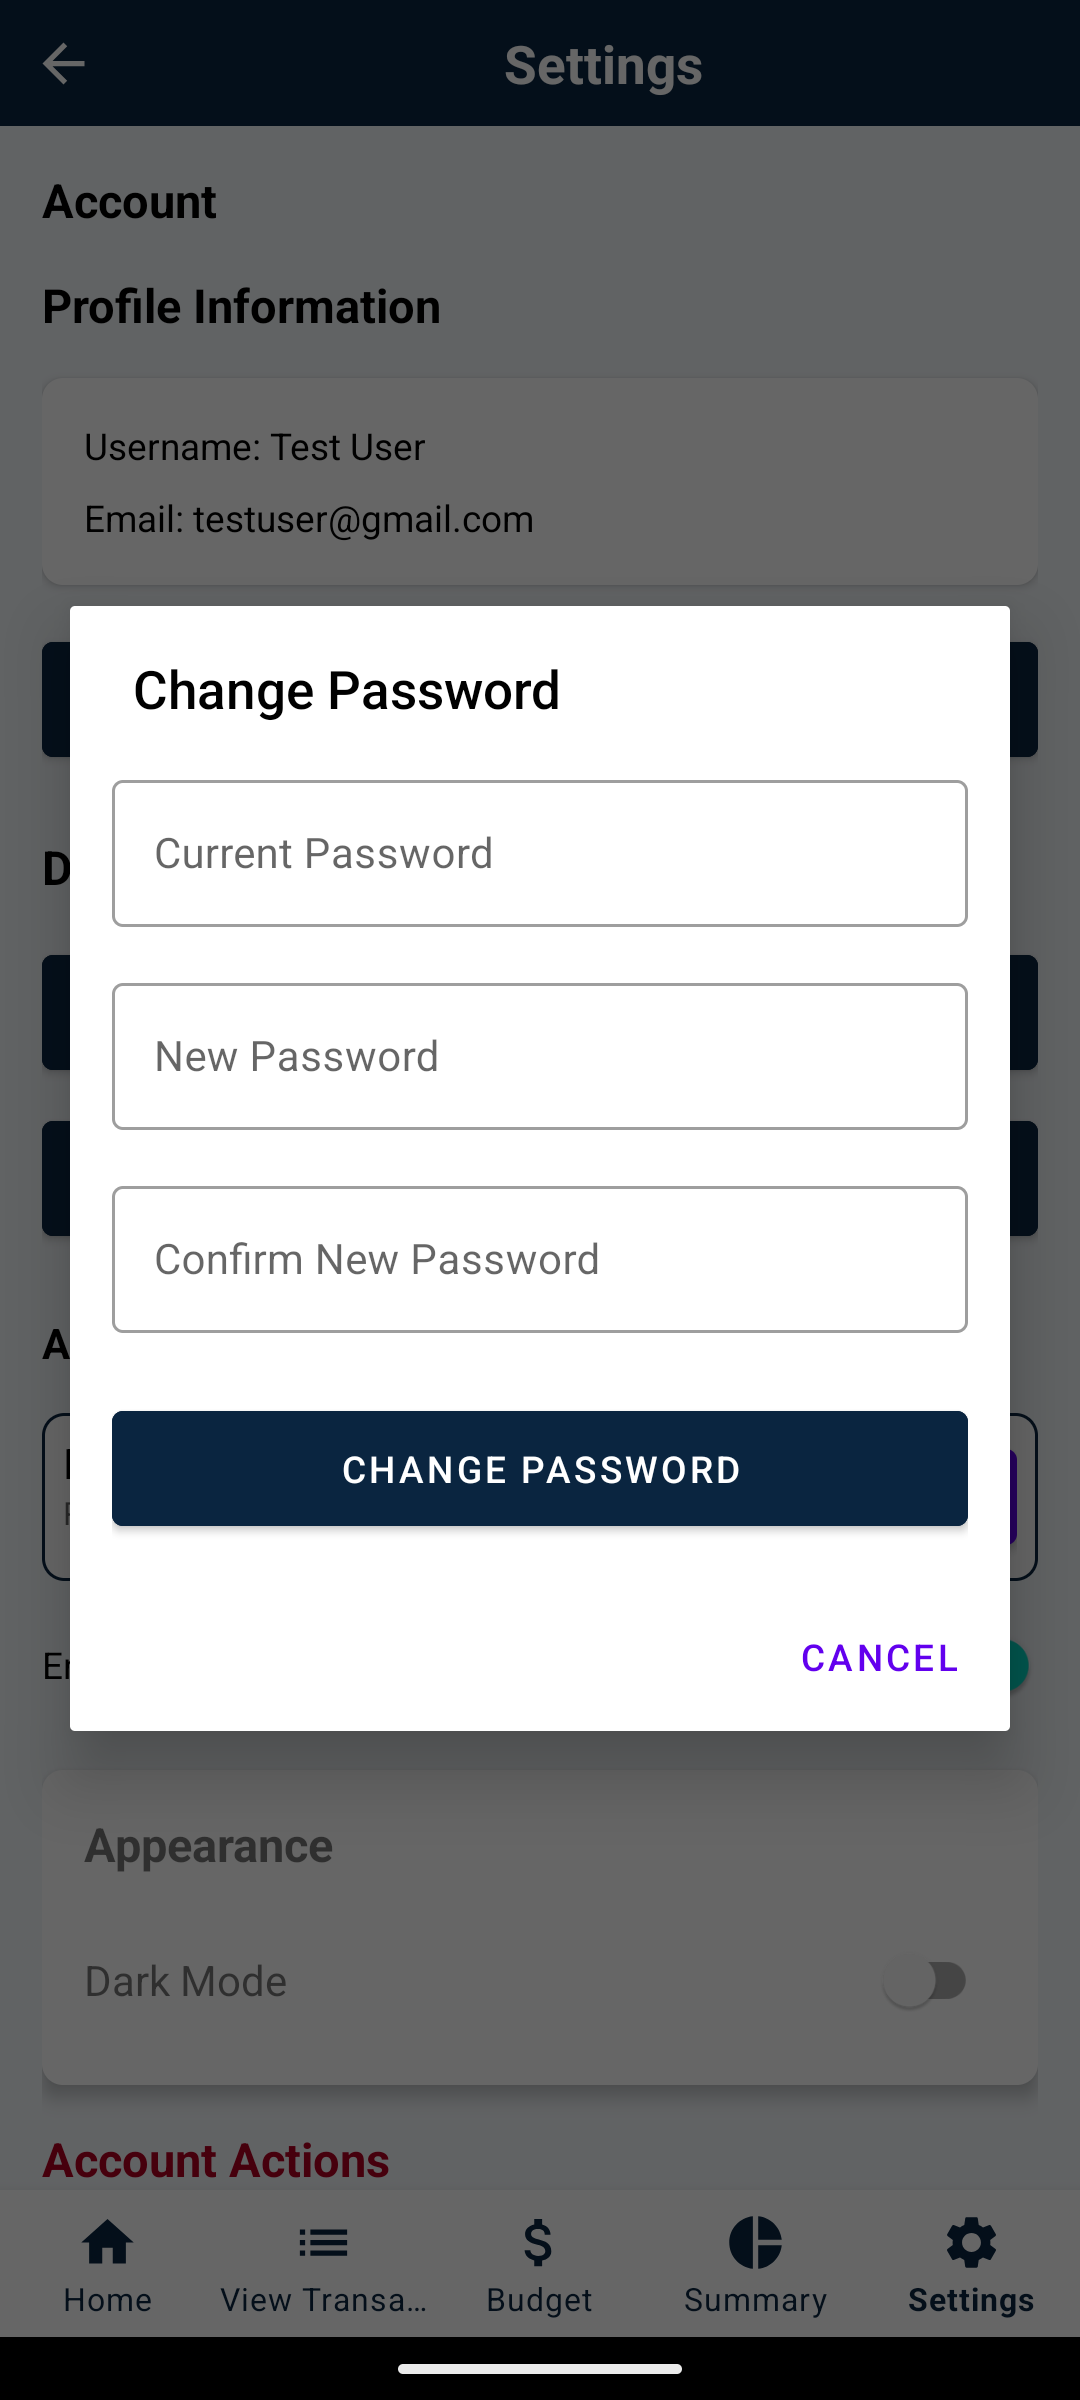 Settings
Account
Profile Information
Username: Test User
Email: testuser@gmail.com
Change Password
Current Password
New Password
Confirm New Password
CHANGE PASSWORD
CANCEL
Appearance
Dark Mode
Account Actions
Home
View Transa...
Budget
Summary
Settings